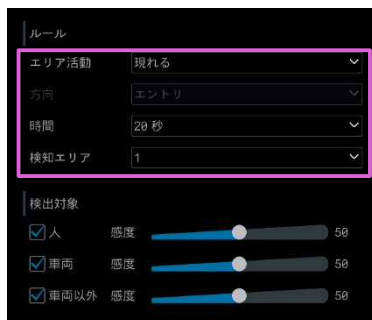 ルール
エリア活動 現れる
方向 エントリ
時間 20 秒
検知エリア 1
検出対象
人 感度 50
車両 感度 50
車両以外 感度 50